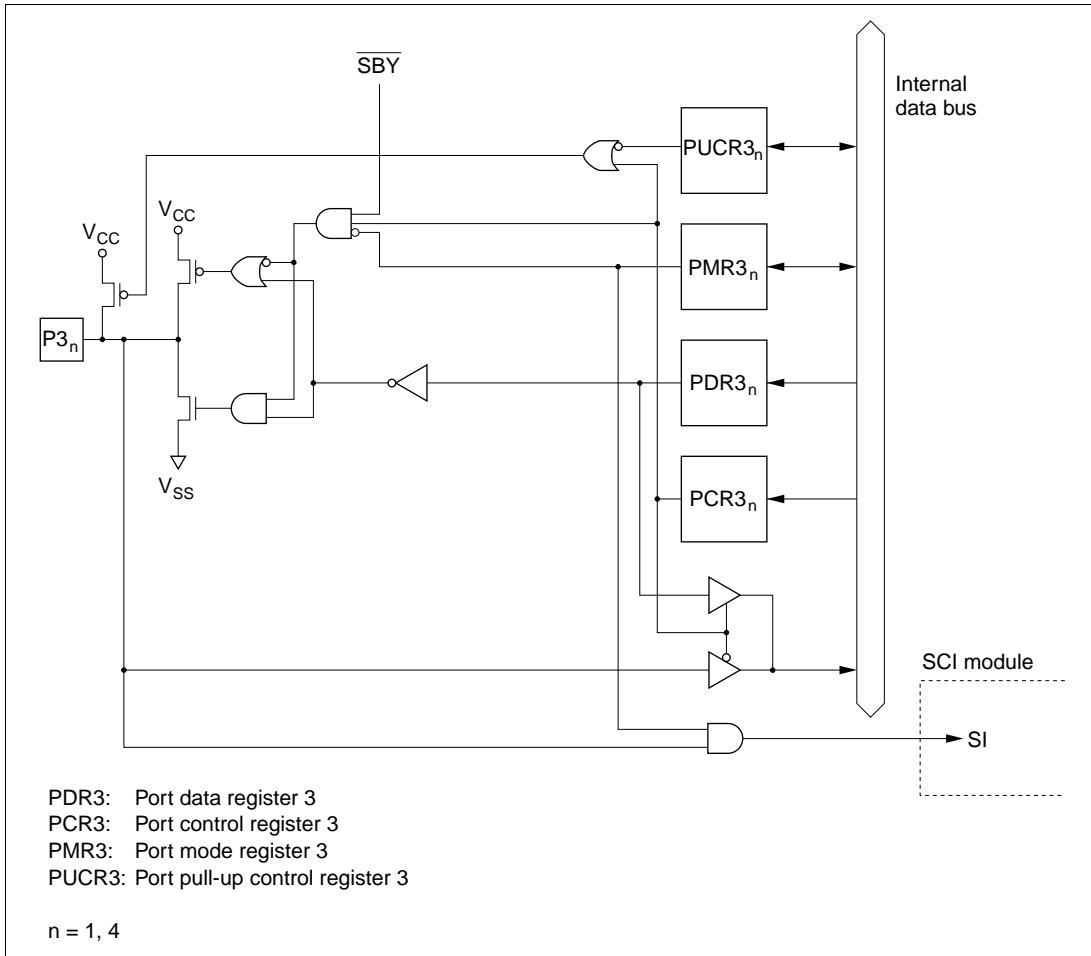 SBY
Internal
data bus
PUCR3n
VCC
VCC
PMR3n
P3n
PDR3n
VSS
PCR3n
SCI module
SI
PDR3: Port data register 3
PCR3: Port control register 3
PMR3: Port mode register 3
PUCR3: Port pull-up control register 3
n = 1, 4